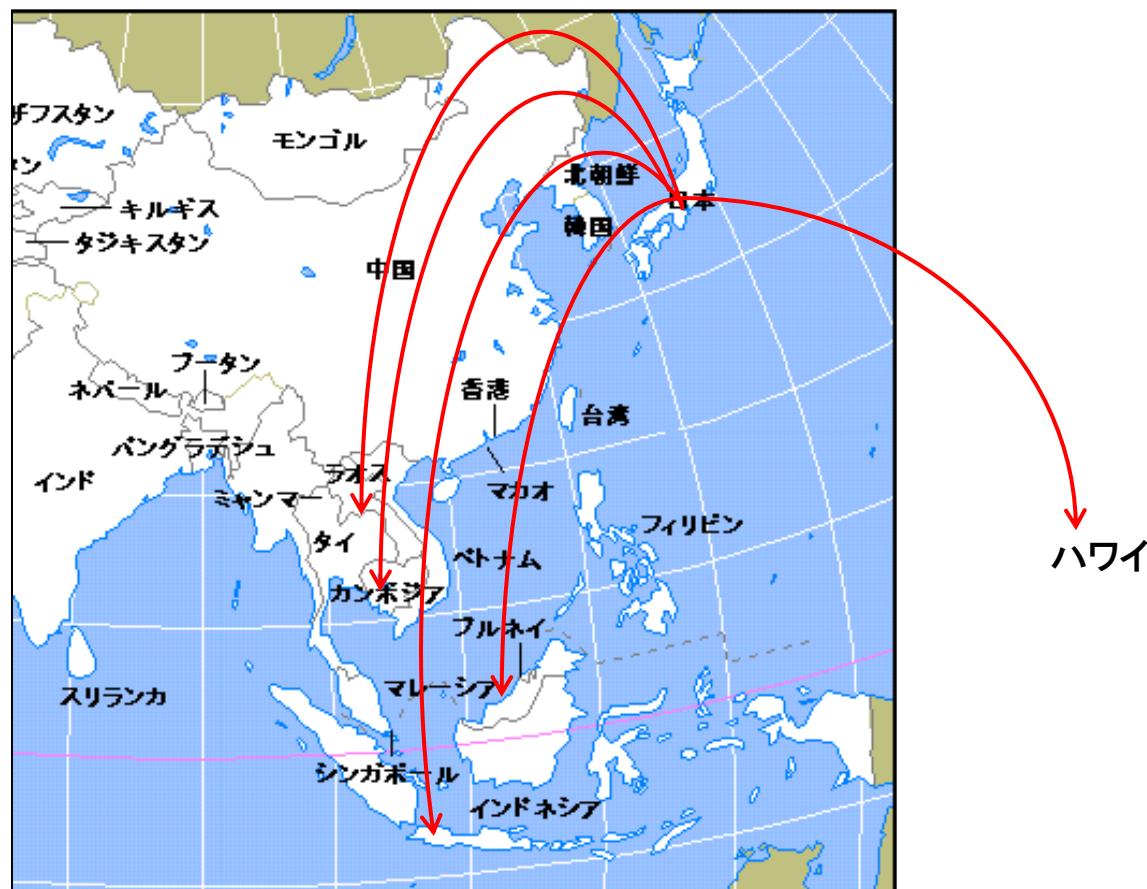 ザフスタン
モンゴル
タン
北朝鮮
キルギス
日本
タジキスタン
韓国
中国
ブータン
ネパール
香港
台湾
バングラデシュ
ラオス
インド
ミャンマー
マカオ
フィリピン
タイ
ベトナム
ハワイ
カンボジア
ブルネイ
マレーシア
スリランカ
シンガポール
インドネシア